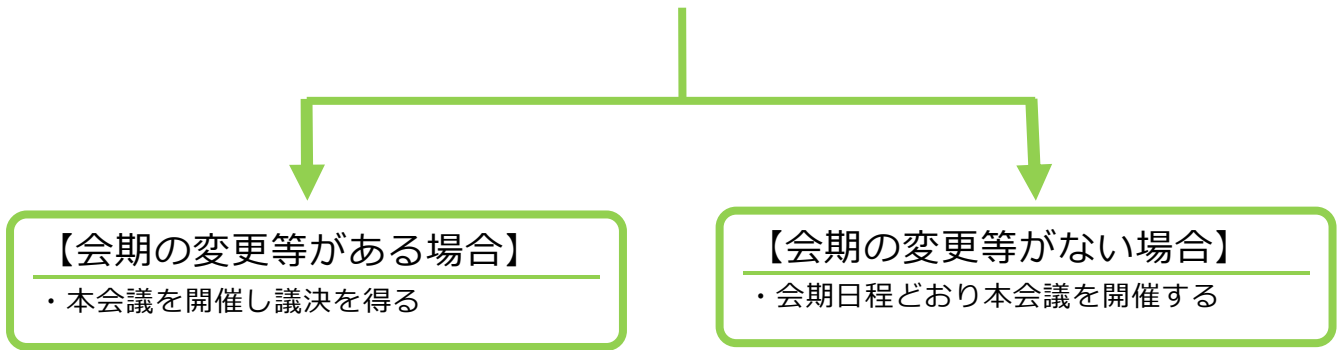 【会期の変更等がある場合】
・本会議を開催し議決を得る
【会期の変更等がない場合】
・会期日程どおり本会議を開催する